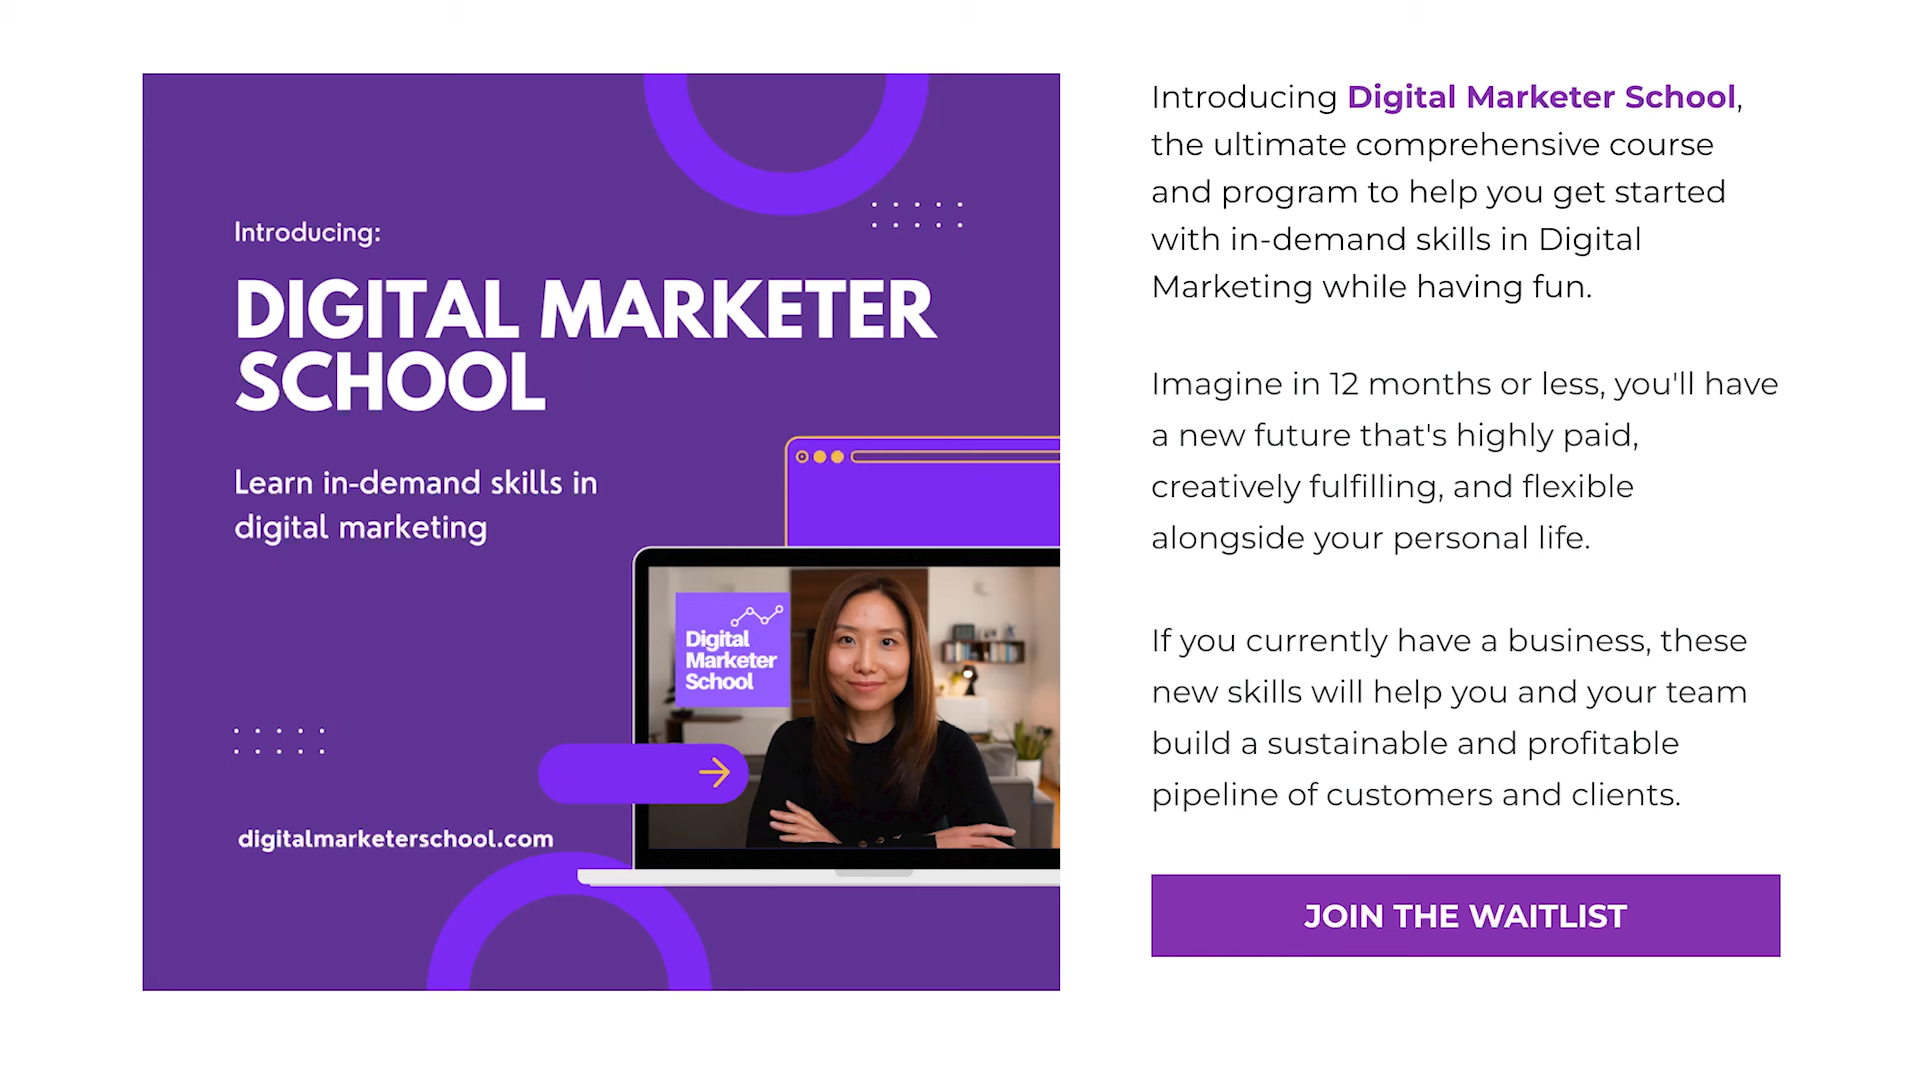 Introducing:
DIGITAL MARKETER
SCHOOL
Learn in-demand skills in
digital marketing
Digital
Marketer
School
digitalmarketerschool.com
Introducing Digital Marketer School,
the ultimate comprehensive course
and program to help you get started
with in-demand skills in Digital
Marketing while having fun.
Imagine in 12 months or less, you'll have
a new future that's highly paid,
creatively fulfilling, and flexible
alongside your personal life.
If you currently have a business, these
new skills will help you and your team
build a sustainable and profitable
pipeline of customers and clients.
JOIN THE WAITLIST